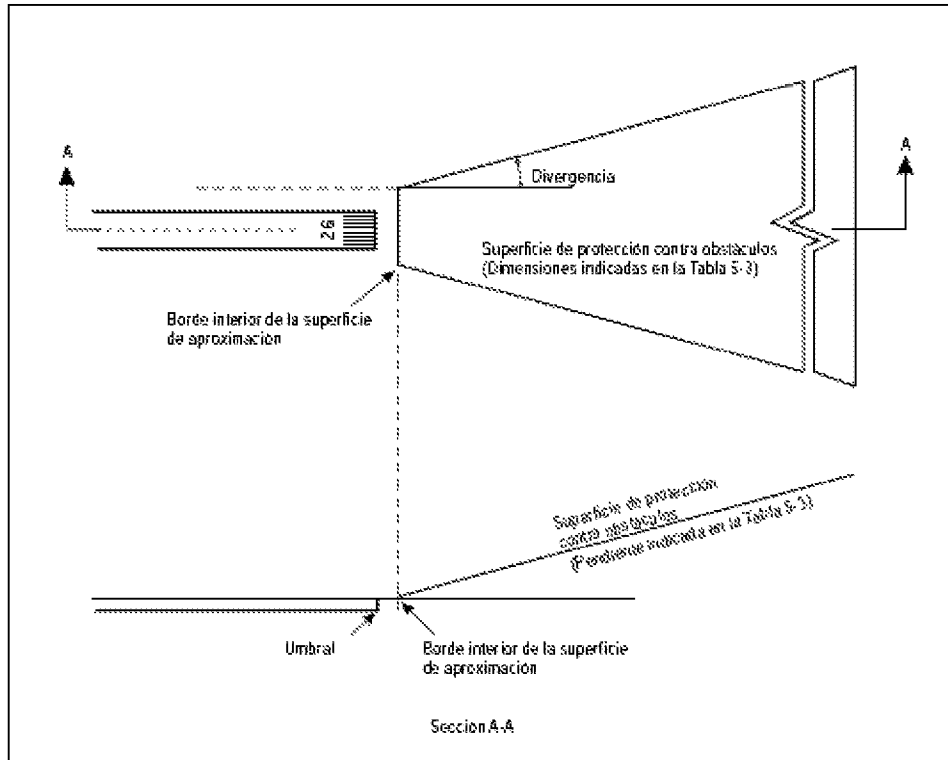 A
A
Divergencia
26
Superficie de protección contra obstáculos
(Dimensiones indicadas en la Tabla 5-3)
Borde interior de la superficie
de aproximación
Superficie de protección
contra obstáculos
(Pendiente indicada en la Tabla 5-3)
Umbral
Borde interior de la superficie
de aproximación
Sección A-A